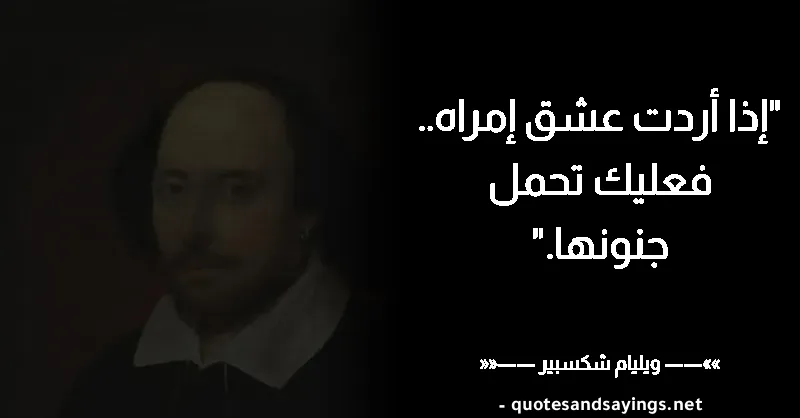 "إذا أردت عشق إمراه..
فعليك تحمل
جنونها."
»»—— ويليام شكسبير ——««
- quotesandsayings.net